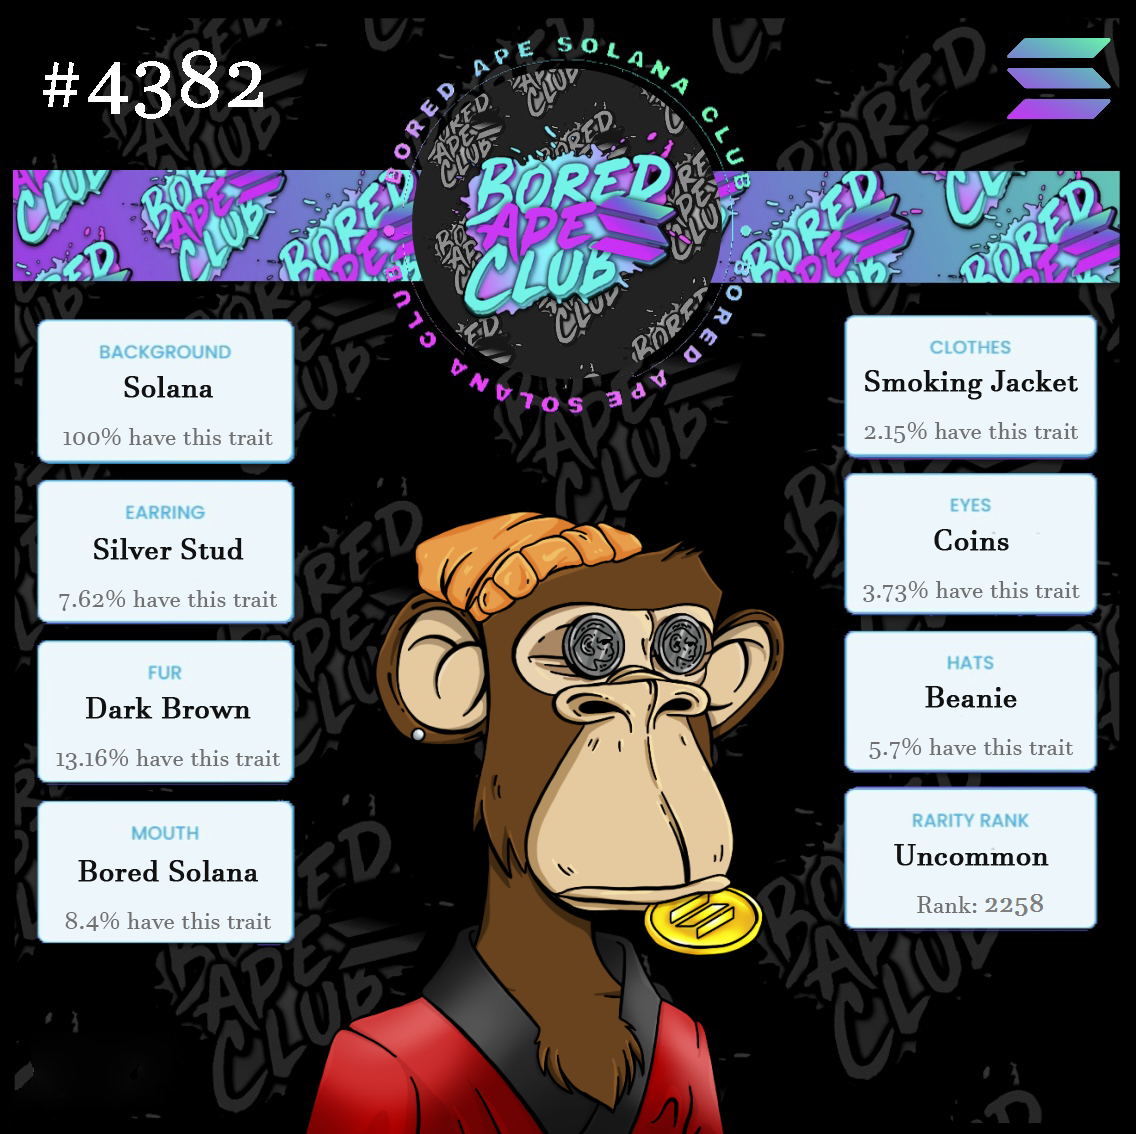 #4382
BORED APE SOLANA CLUB
BORED
APE
CLUB
BORED APE SOLANA CLUB
BACKGROUND
Solana
100% have this trait
EARRING
Silver Stud
7.62% have this trait
FUR
Dark Brown
13.16% have this trait
MOUTH
Bored Solana
8.4% have this trait
CLOTHES
Smoking Jacket
2.15% have this trait
EYES
Coins
3.73% have this trait
HATS
Beanie
5.7% have this trait
RARITY RANK
Uncommon
Rank: 2258